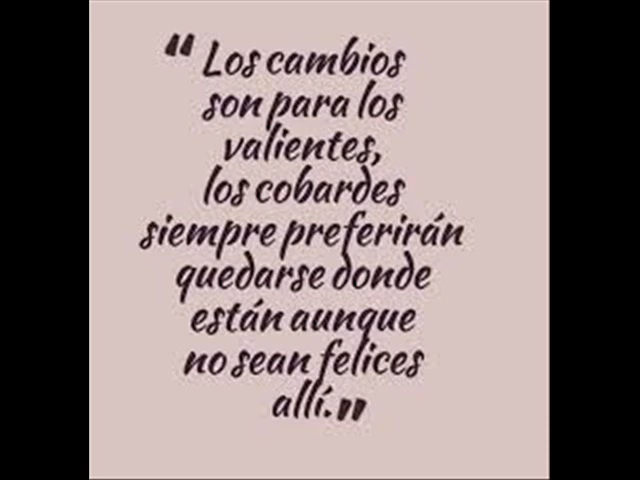 “ Los cambios
son para los
valientes,
los cobardes
siempre preferirán
quedarse donde
están aunque
no sean felices
allí.”